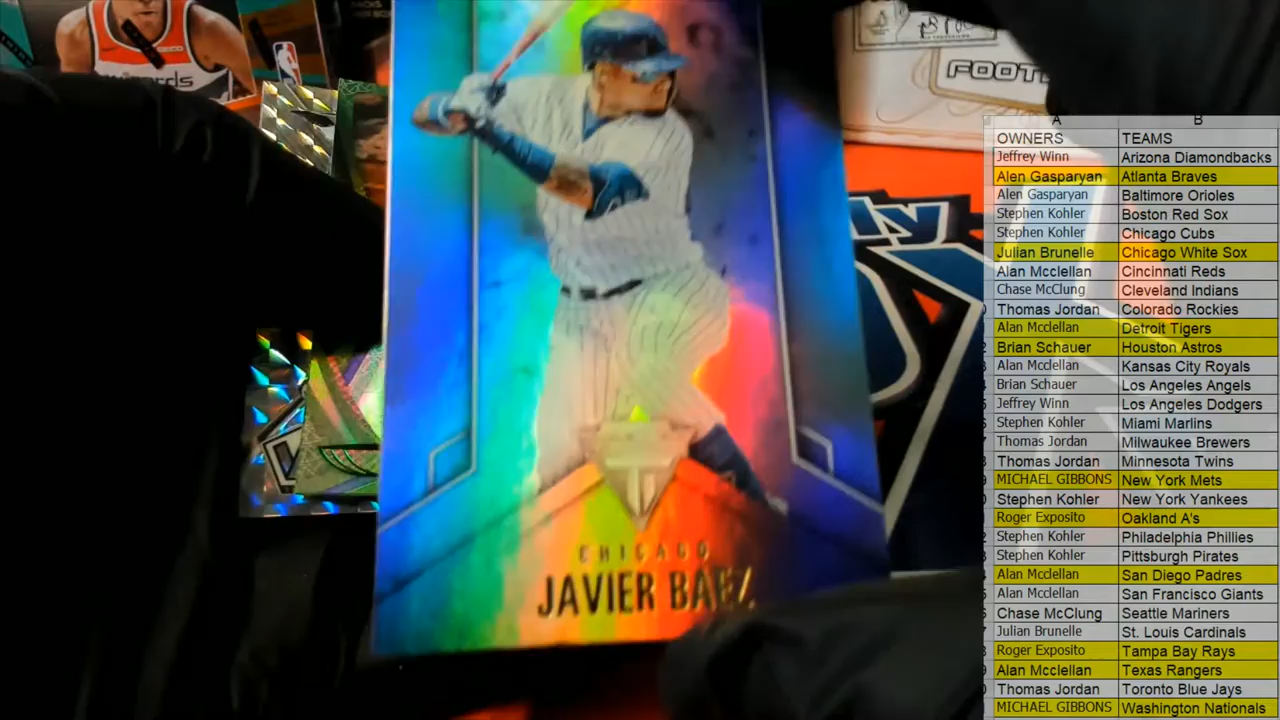 GEICO
wizards
FOOT
ly
CHICAGO
JAVIER BAEZ
A B
OWNERS TEAMS
Jeffrey Winn Arizona Diamondbacks
Alen Gasparyan Atlanta Braves
Alen Gasparyan Baltimore Orioles
Stephen Kohler Boston Red Sox
Stephen Kohler Chicago Cubs
Julian Brunelle Chicago White Sox
Alan Mcclellan Cincinnati Reds
Chase McClung Cleveland Indians
Thomas Jordan Colorado Rockies
Alan Mcclellan Detroit Tigers
Brian Schauer Houston Astros
Alan Mcclellan Kansas City Royals
Brian Schauer Los Angeles Angels
Jeffrey Winn Los Angeles Dodgers
Stephen Kohler Miami Marlins
Thomas Jordan Milwaukee Brewers
Thomas Jordan Minnesota Twins
MICHAEL GIBBONS New York Mets
Stephen Kohler New York Yankees
Roger Exposito Oakland A's
Stephen Kohler Philadelphia Phillies
Stephen Kohler Pittsburgh Pirates
Alan Mcclellan San Diego Padres
Alan Mcclellan San Francisco Giants
Chase McClung Seattle Mariners
Julian Brunelle St. Louis Cardinals
Roger Exposito Tampa Bay Rays
Alan Mcclellan Texas Rangers
Thomas Jordan Toronto Blue Jays
MICHAEL GIBBONS Washington Nationals